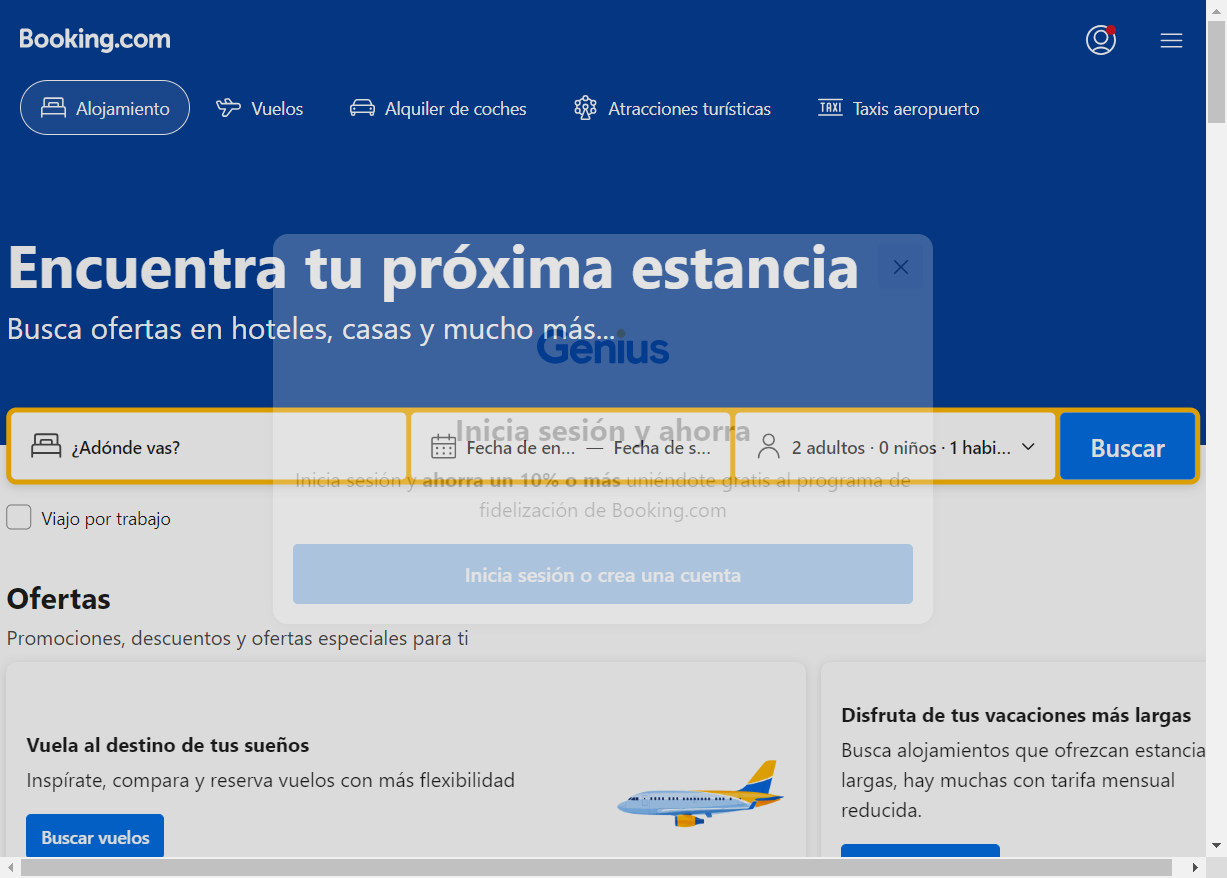 Booking.com
Alojamiento
Vuelos
Alquiler de coches
Atracciones turísticas
TAXI
Taxis aeropuerto
Encuentra tu próxima estancia
Busca ofertas en hoteles, casas y mucho más...
Genius
Inicia sesión y ahorra
¿Adónde vas?
Fecha de en... — Fecha de s...
2 adultos · 0 niños · 1 habi...
Buscar
Inicia sesión y ahorra un 10% o más uniéndote gratis al programa de
fidelización de Booking.com
Viajo por trabajo
Inicia sesión o crea una cuenta
Ofertas
Promociones, descuentos y ofertas especiales para ti
Vuela al destino de tus sueños
Inspírate, compara y reserva vuelos con más flexibilidad
Buscar vuelos
Disfruta de tus vacaciones más largas
Busca alojamientos que ofrezcan estancia
largas, hay muchas con tarifa mensual
reducida.